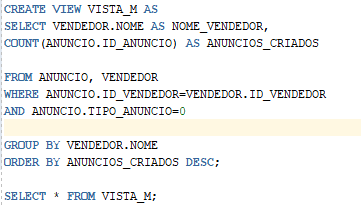 CREATE VIEW VISTA_M AS
SELECT VENDEDOR.NOME AS NOME_VENDEDOR,
COUNT(ANUNCIO.ID_ANUNCIO) AS ANUNCIOS_CRIADOS
FROM ANUNCIO, VENDEDOR
WHERE ANUNCIO.ID_VENDEDOR=VENDEDOR.ID_VENDEDOR
AND ANUNCIO.TIPO_ANUNCIO=0
GROUP BY VENDEDOR.NOME
ORDER BY ANUNCIOS_CRIADOS DESC;
SELECT * FROM VISTA_M;